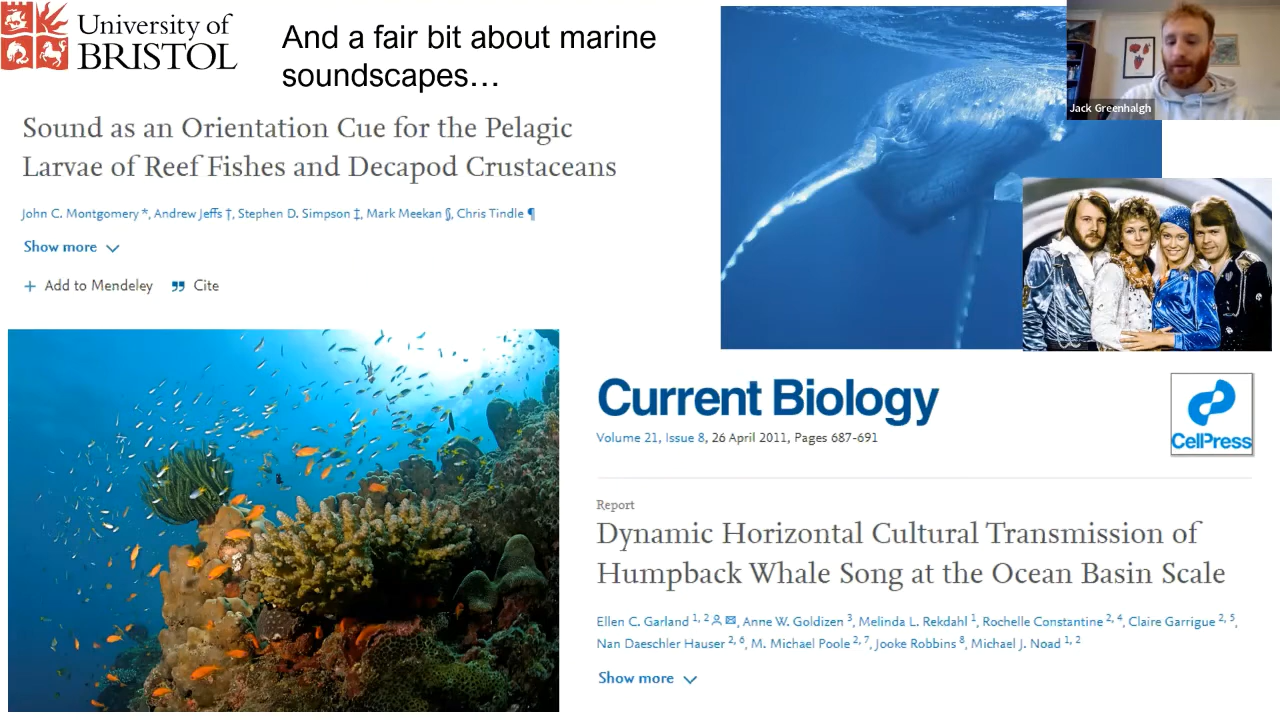 University of
BRISTOL
And a fair bit about marine
soundscapes…
Jack Greenhalgh
Sound as an Orientation Cue for the Pelagic
Larvae of Reef Fishes and Decapod Crustaceans
John C. Montgomery *, Andrew Jeffs †, Stephen D. Simpson ‡, Mark Meekan §, Chris Tindle ¶
Show more
+ Add to Mendeley Cite
Current Biology
Volume 21, Issue 8, 26 April 2011, Pages 687-691
CellPress
Report
Dynamic Horizontal Cultural Transmission of
Humpback Whale Song at the Ocean Basin Scale
Ellen C. Garland 1, 2, Anne W. Goldizen 3, Melinda L. Rekdahl 1, Rochelle Constantine 2, 4, Claire Garrigue 2, 5,
Nan Daeschler Hauser 2, 6, M. Michael Poole 2, 7, Jooke Robbins 8, Michael J. Noad 1, 2
Show more